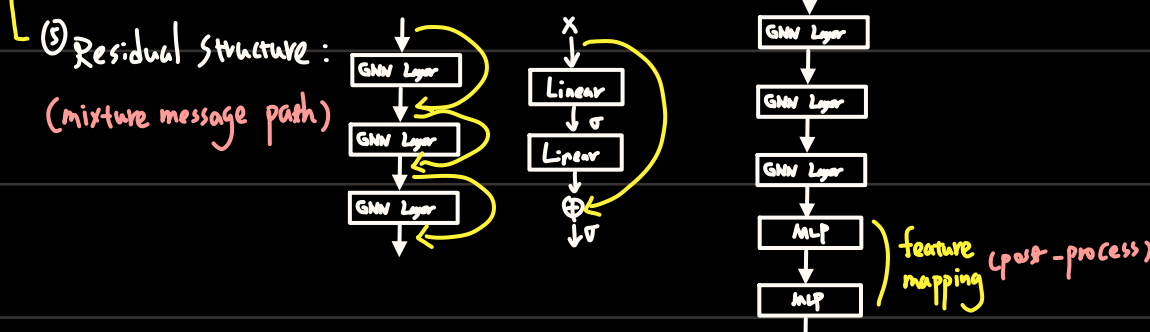 ⑤ Residual Structure :
(mixture message path)
GNN Layer
GNN Layer
GNN Layer
X
Linear
σ
Linear
⊕
σ
GNN Layer
GNN Layer
GNN Layer
MLP
MLP
feature
mapping
(post-process)